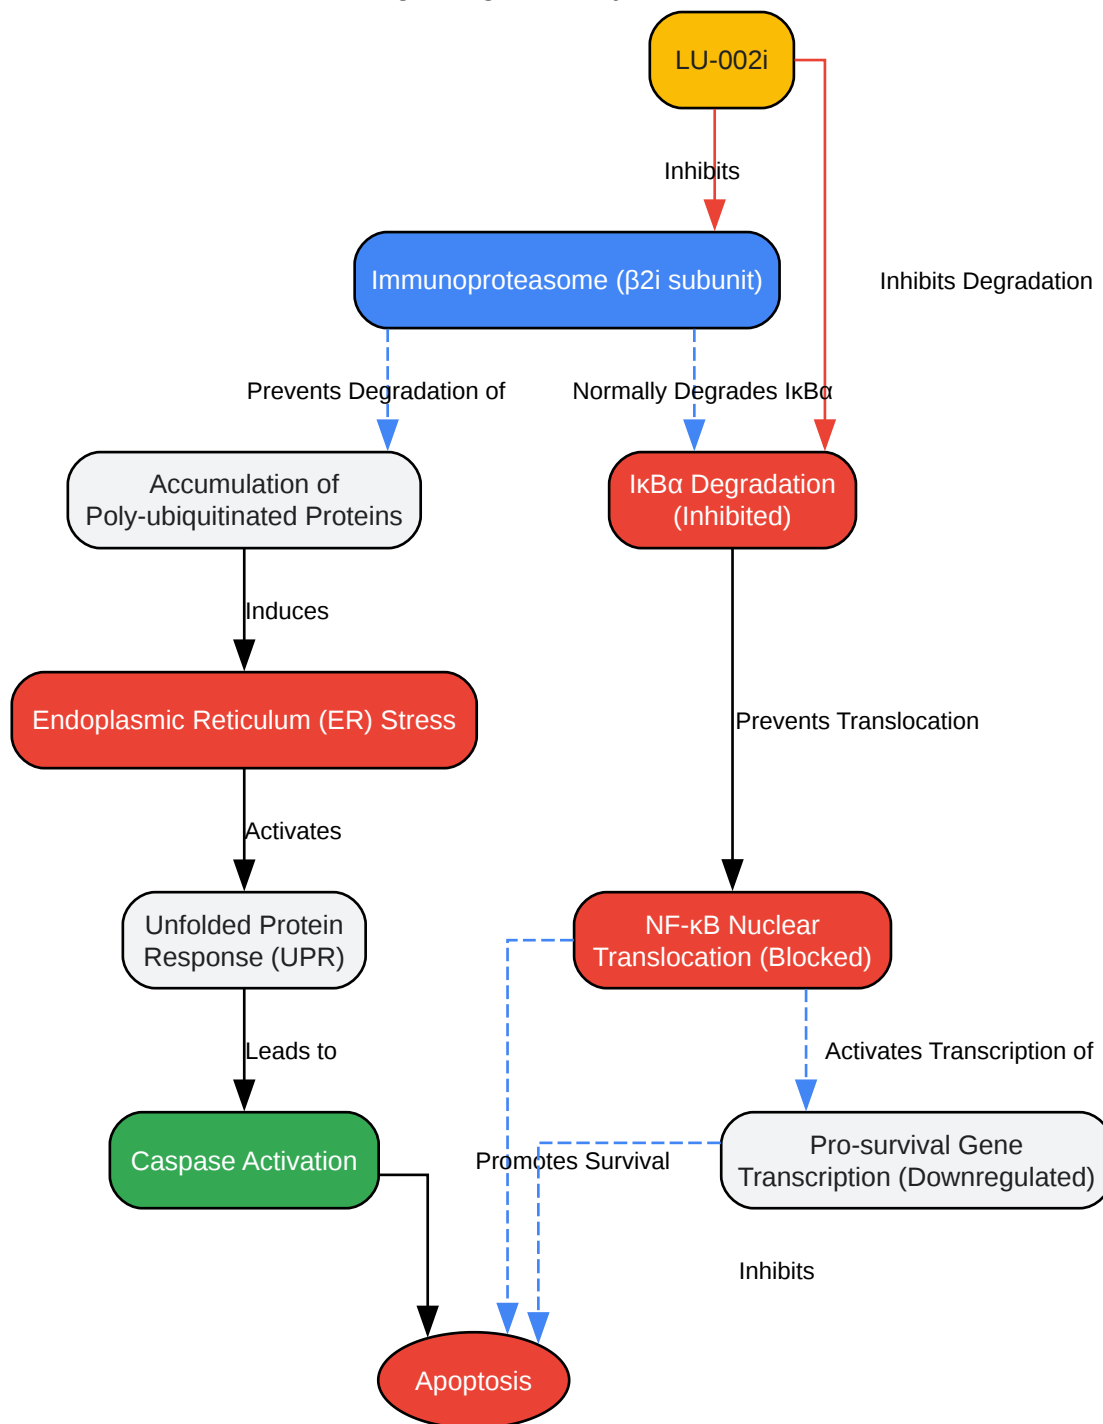 LU-002i
Inhibits
Immunoproteasome (β2i subunit)
Inhibits Degradation
Prevents Degradation of
Normally Degrades IκBα
Accumulation of
Poly-ubiquitinated Proteins
IκBα Degradation
(Inhibited)
Induces
Endoplasmic Reticulum (ER) Stress
Prevents Translocation
Activates
Unfolded Protein
Response (UPR)
NF-κB Nuclear
Translocation (Blocked)
Leads to
Activates Transcription of
Caspase Activation
Promotes Survival
Pro-survival Gene
Transcription (Downregulated)
Inhibits
Apoptosis